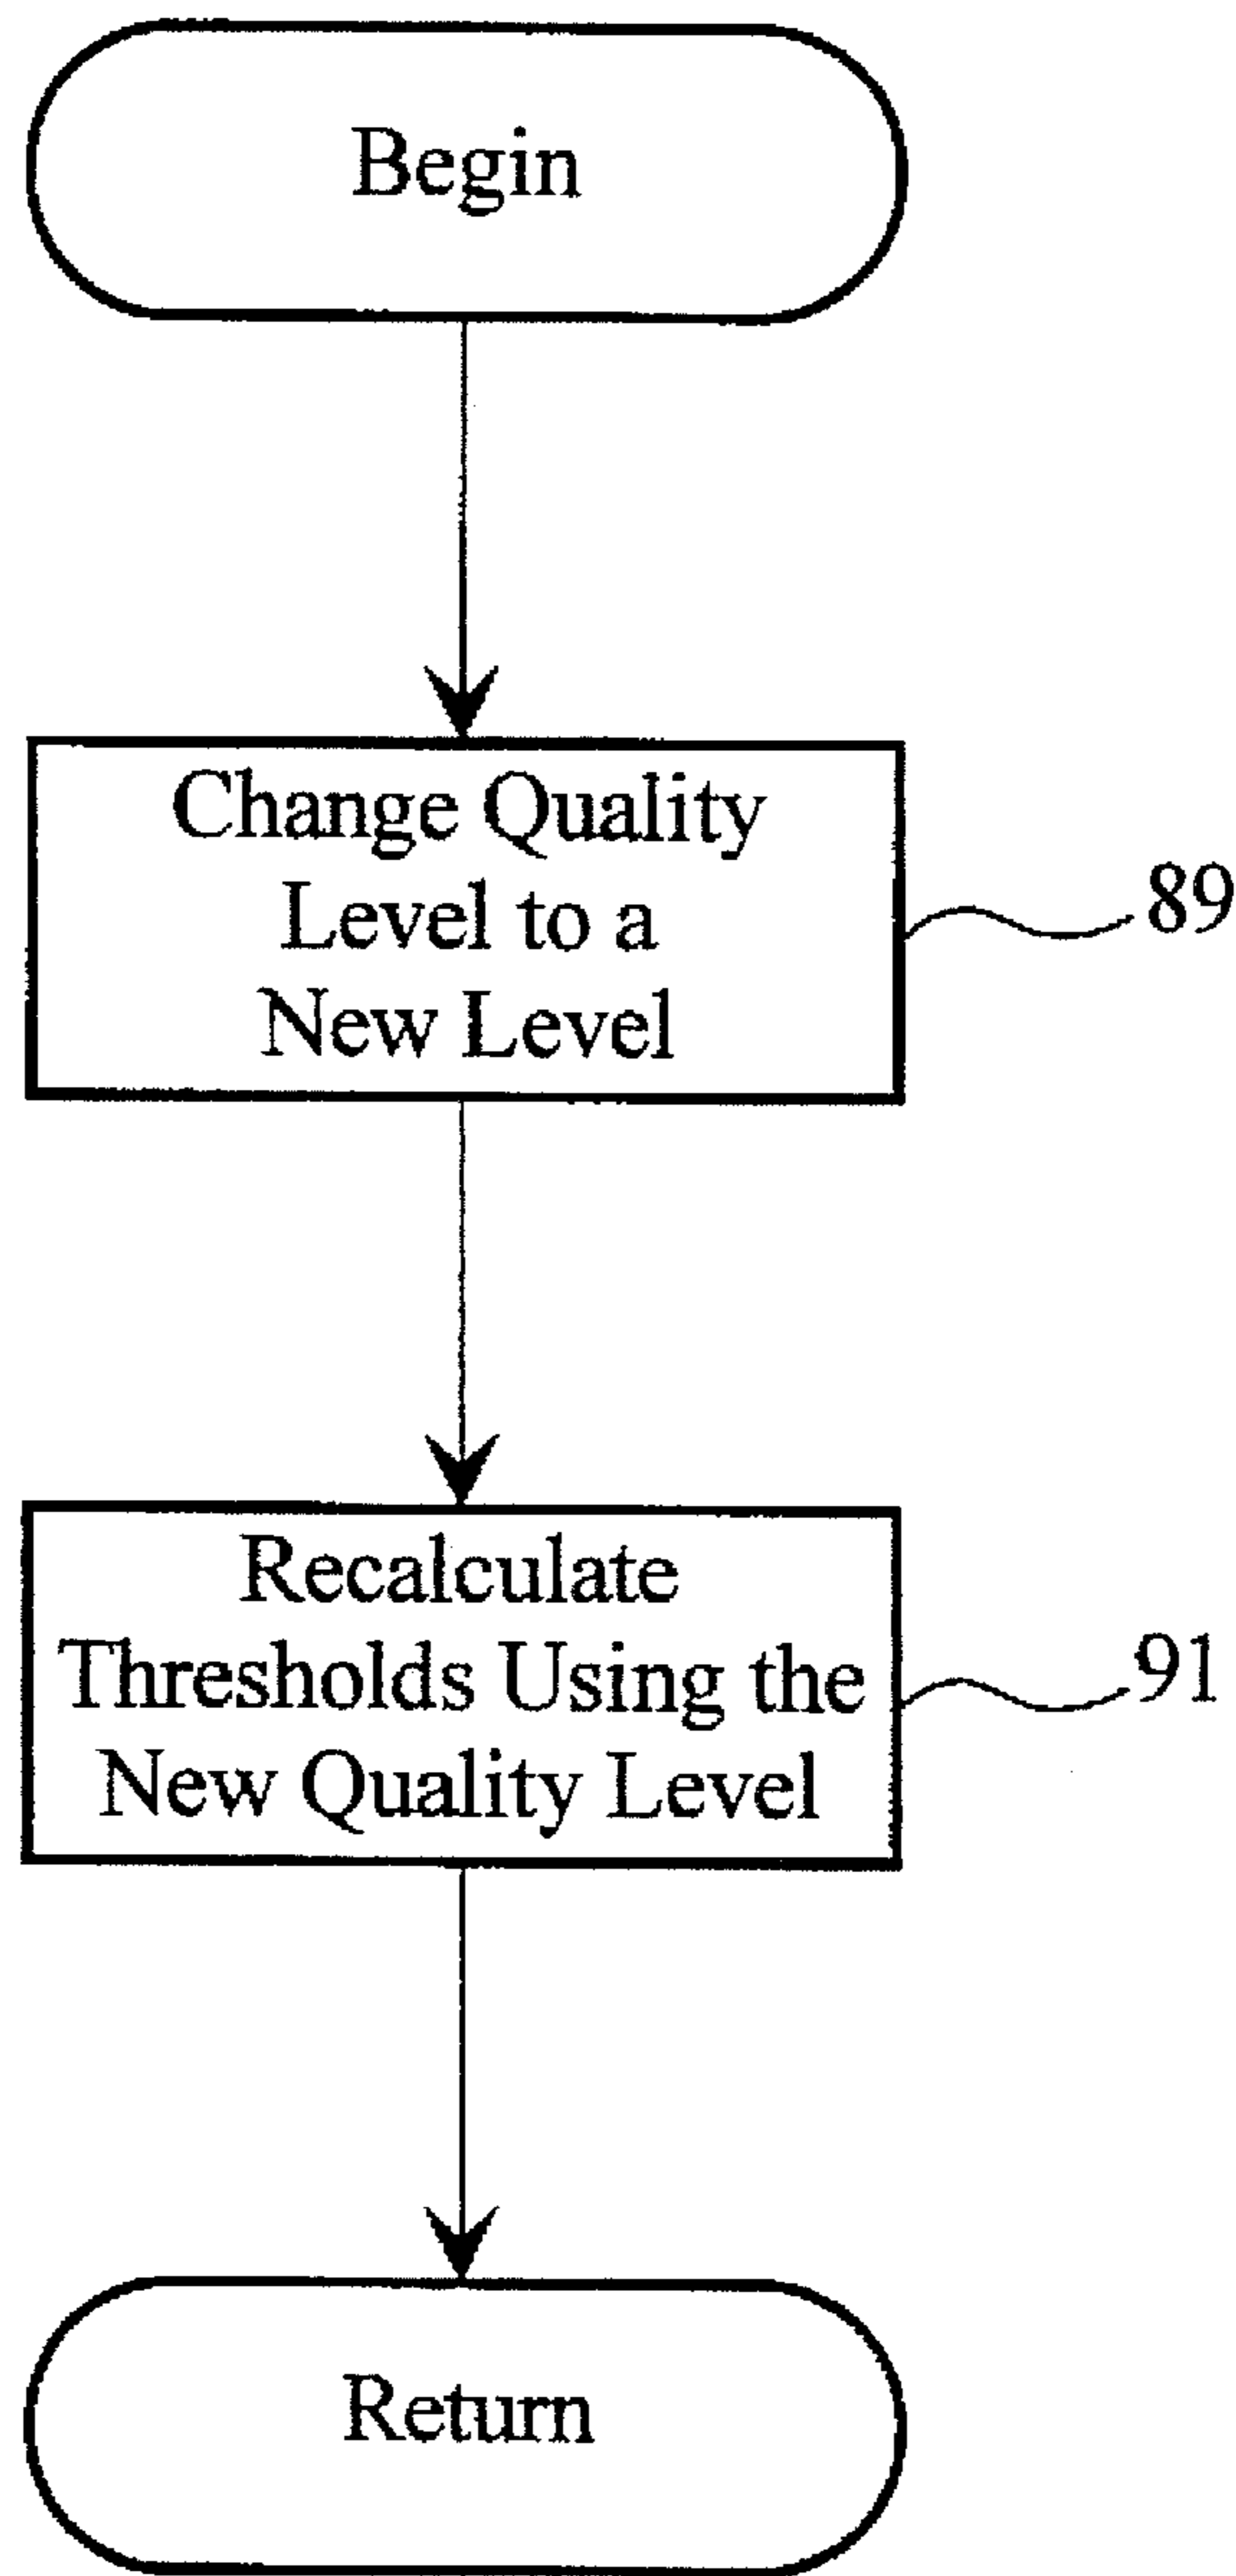 Begin
Change Quality
Level to a
New Level
89
Recalculate
Thresholds Using the
New Quality Level
91
Return